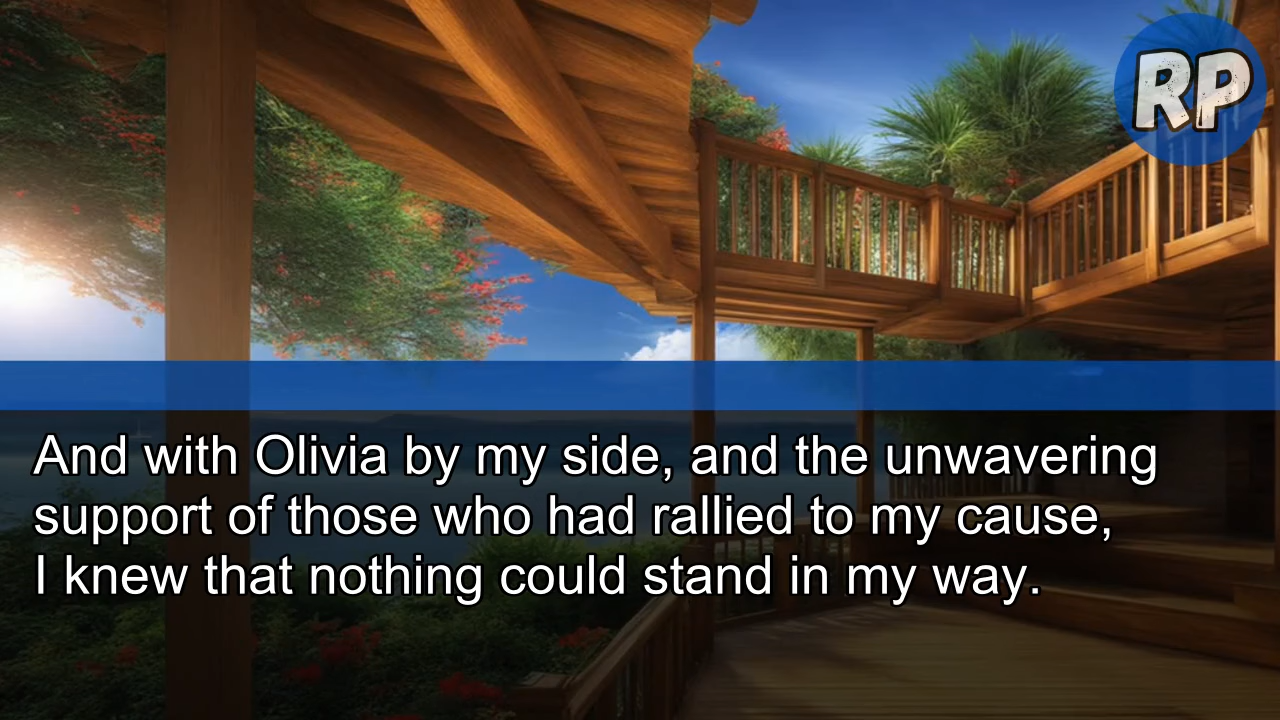 RP
And with Olivia by my side, and the unwavering
support of those who had rallied to my cause,
I knew that nothing could stand in my way.